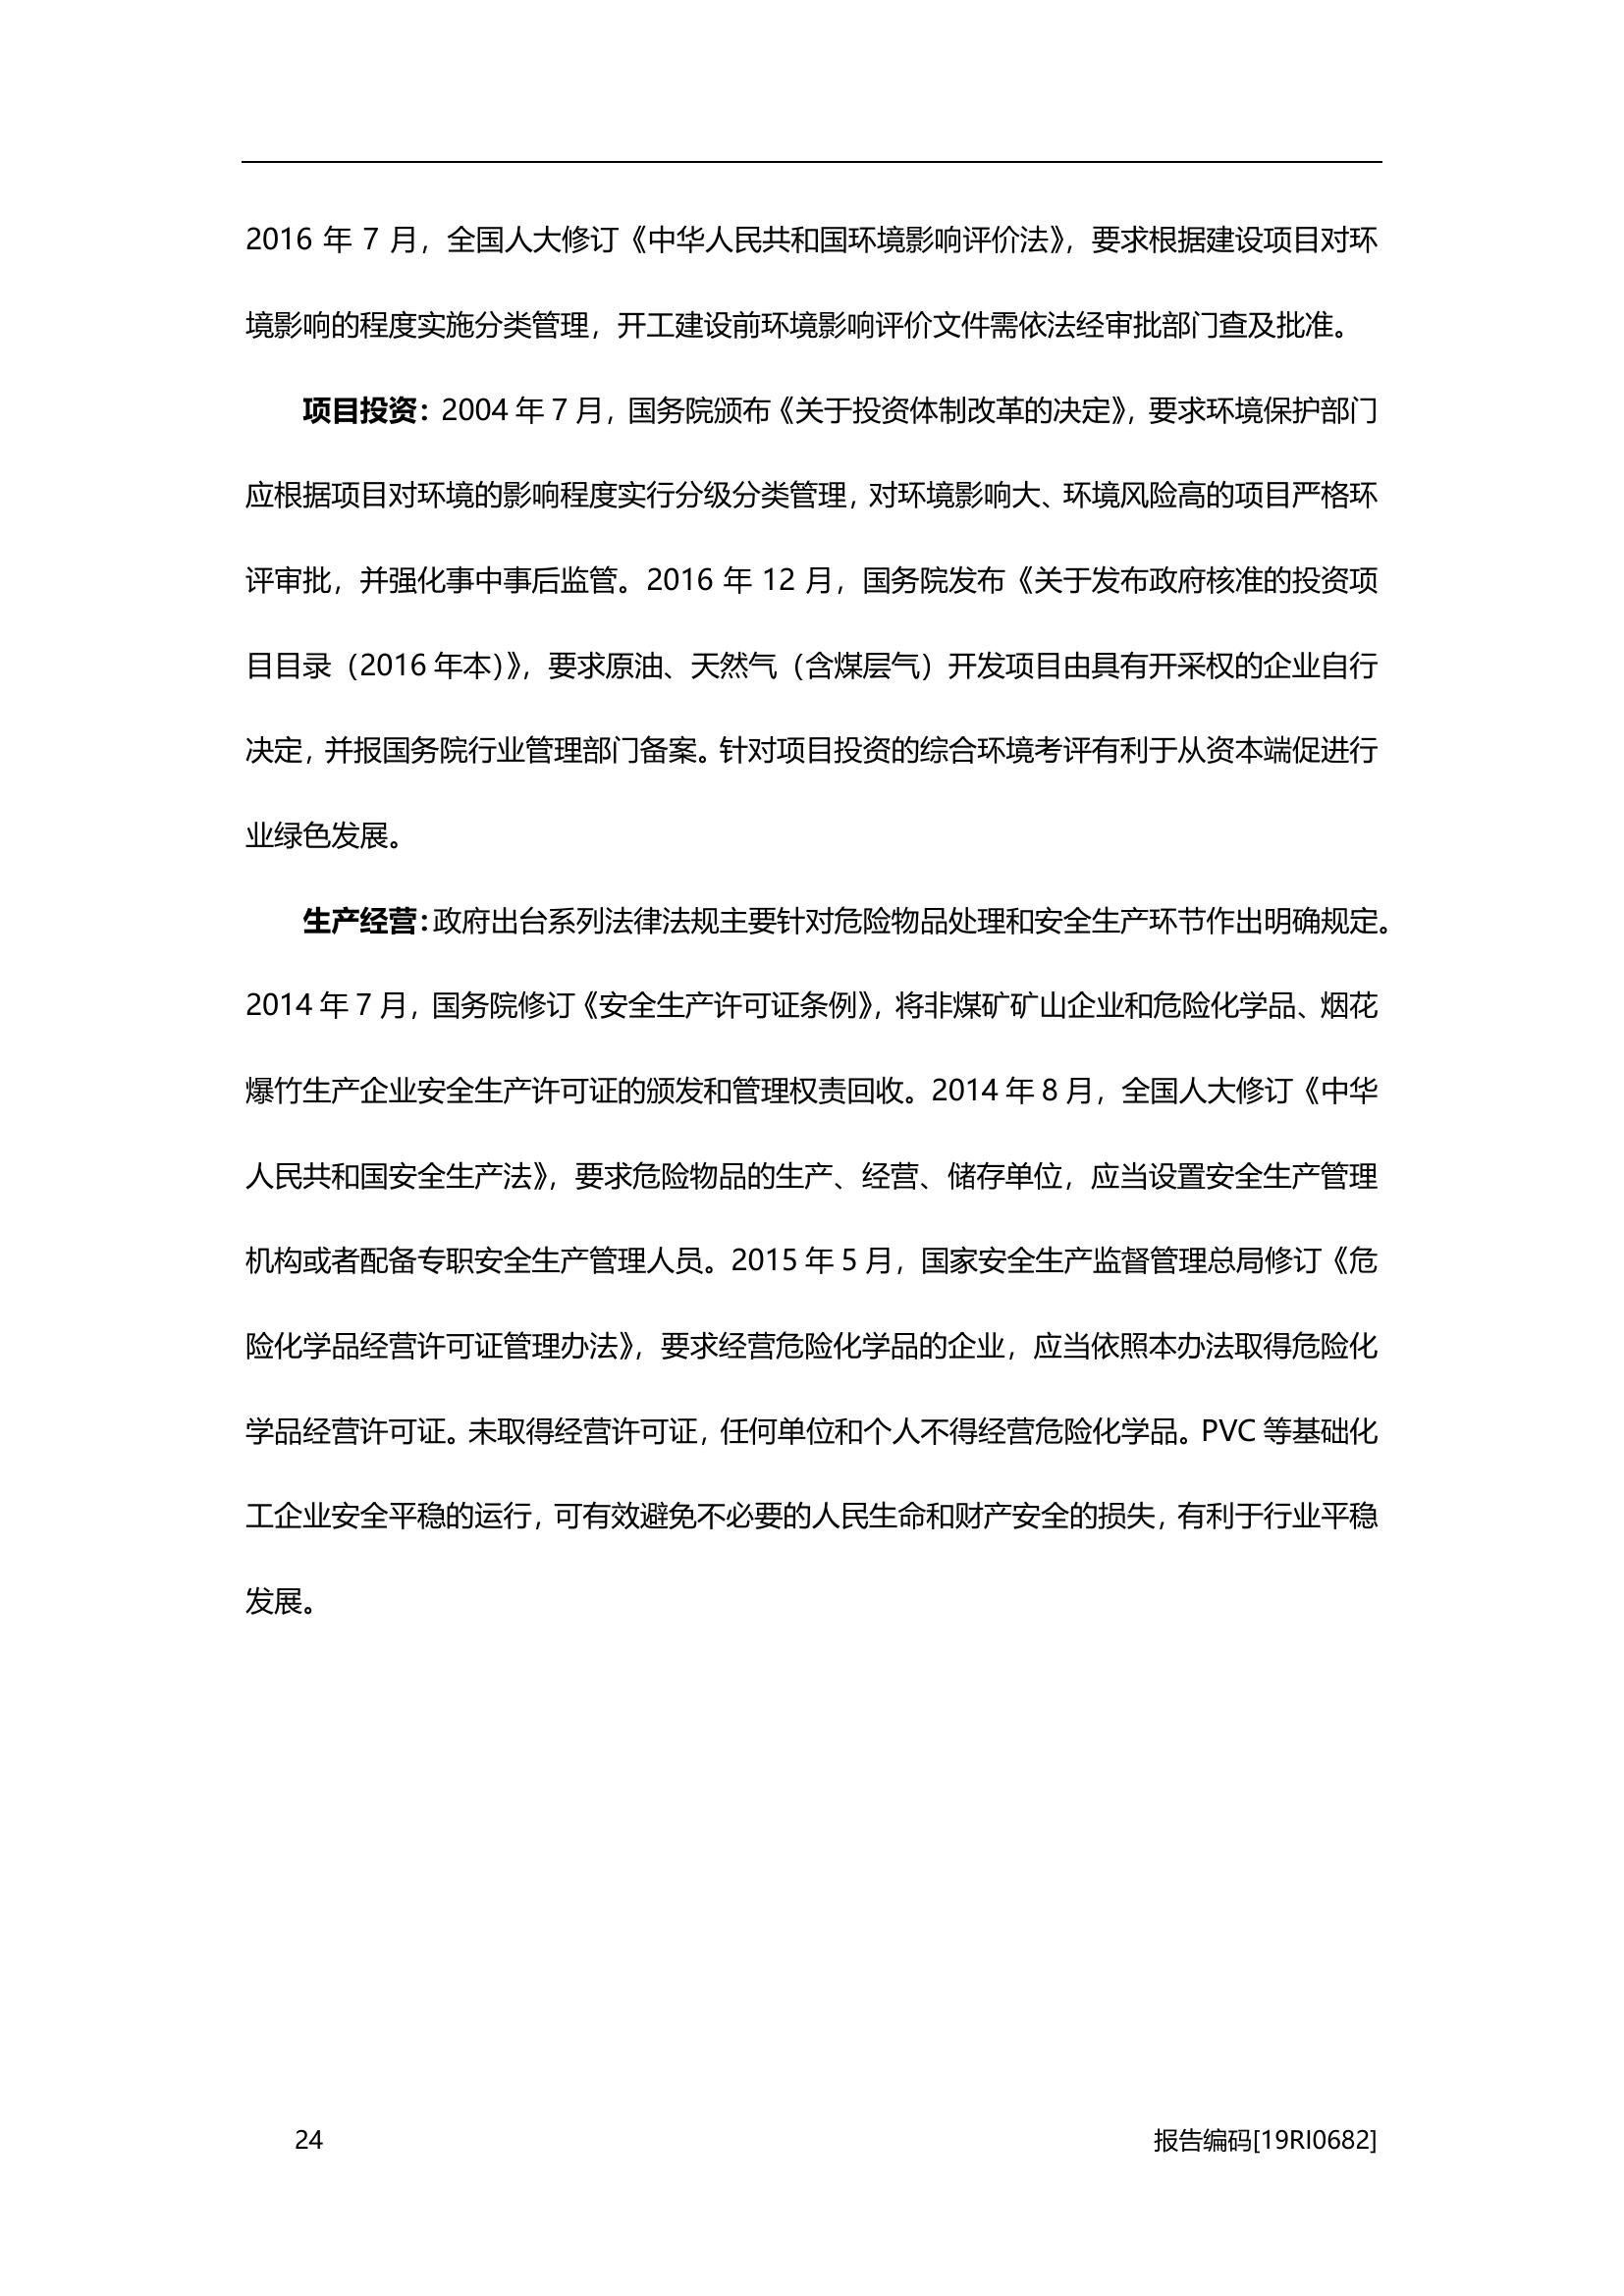 2016 年 7 月，全国人大修订《中华人民共和国环境影响评价法》，要求根据建设项目对环
境影响的程度实施分类管理，开工建设前环境影响评价文件需依法经审批部门查及批准。
项目投资：2004 年 7 月，国务院颁布《关于投资体制改革的决定》，要求环境保护部门
应根据项目对环境的影响程度实行分级分类管理，对环境影响大、环境风险高的项目严格环
评审批，并强化事中事后监管。2016 年 12 月，国务院发布《关于发布政府核准的投资项
目目录（2016 年本）》，要求原油、天然气（含煤层气）开发项目由具有开采权的企业自行
决定，并报国务院行业管理部门备案。针对项目投资的综合环境考评有利于从资本端促进行
业绿色发展。
生产经营：政府出台系列法律法规主要针对危险物品处理和安全生产环节作出明确规定。
2014 年 7 月，国务院修订《安全生产许可证条例》，将非煤矿矿山企业和危险化学品、烟花
爆竹生产企业安全生产许可证的颁发和管理权责回收。2014 年 8 月，全国人大修订《中华
人民共和国安全生产法》，要求危险物品的生产、经营、储存单位，应当设置安全生产管理
机构或者配备专职安全生产管理人员。2015 年 5 月，国家安全生产监督管理总局修订《危
险化学品经营许可证管理办法》，要求经营危险化学品的企业，应当依照本办法取得危险化
学品经营许可证。未取得经营许可证，任何单位和个人不得经营危险化学品。PVC 等基础化
工企业安全平稳的运行，可有效避免不必要的人民生命和财产安全的损失，有利于行业平稳
发展。
24 报告编码[19RI0682]